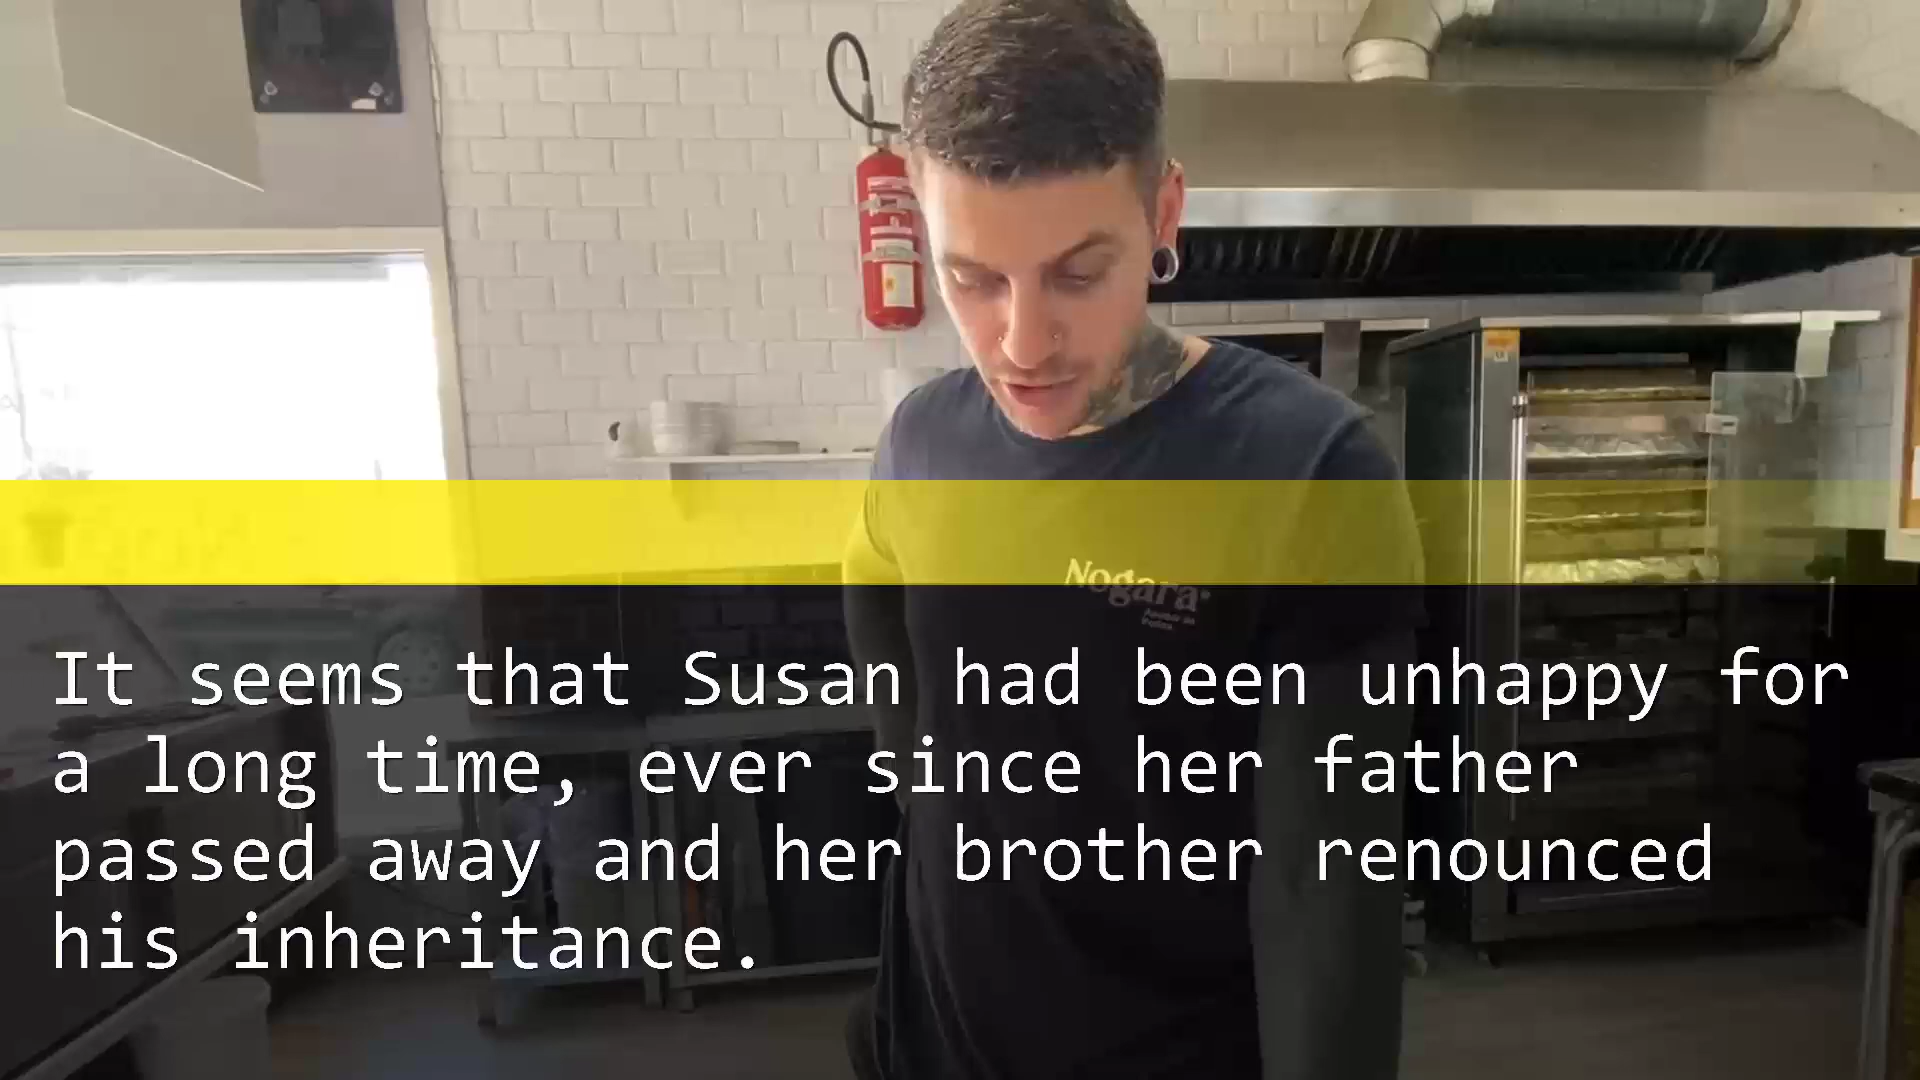 Nogara
It seems that Susan had been unhappy for
a long time, ever since her father
passed away and her brother renounced
his inheritance.